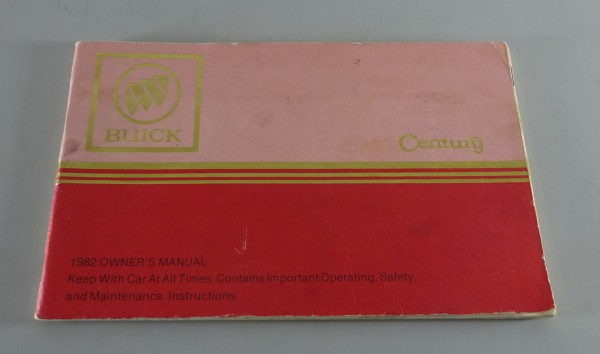 BUICK
Century
1982 OWNER'S MANUAL
Keep With Car At All Times. Contains Important Operating, Safety,
and Maintenance Instructions